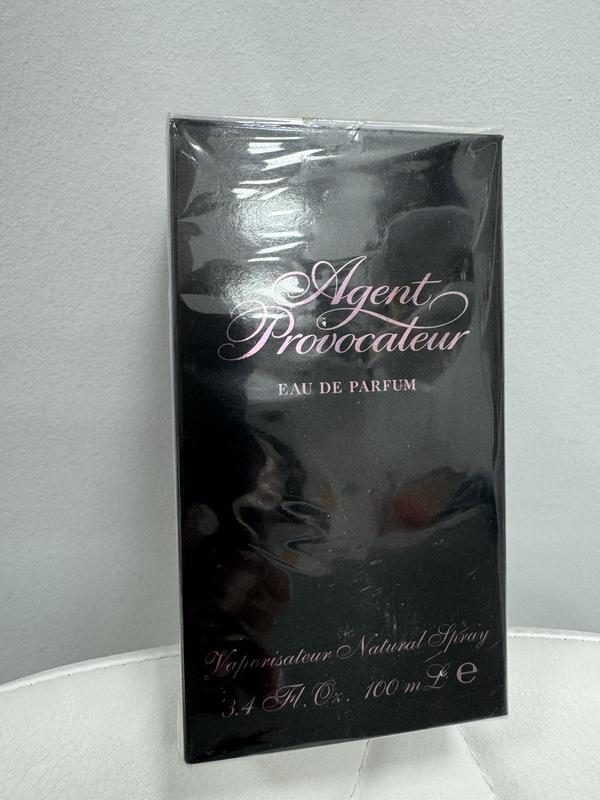 Agent
Provocateur
EAU DE PARFUM
Vaporisateur Natural Spray
3.4 Fl. Oz. 100 mL e